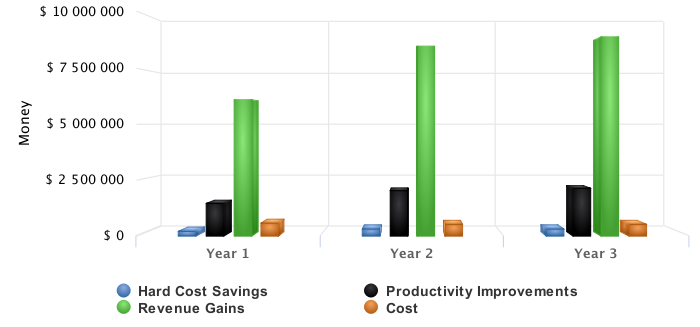 $ 10 000 000
$ 7 500 000
$ 5 000 000
$ 2 500 000
$ 0
Money
Year 1
Year 2
Year 3
Hard Cost Savings
Productivity Improvements
Revenue Gains
Cost